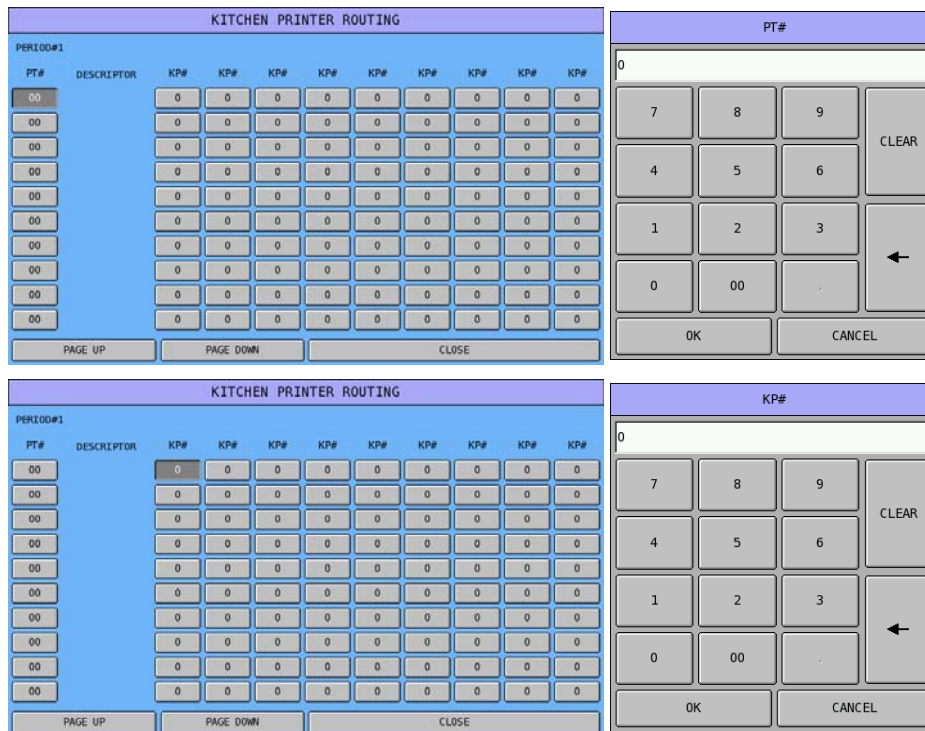 KITCHEN PRINTER ROUTING
PERIOD#1
PT# DESCRIPTOR KP# KP# KP# KP# KP# KP# KP# KP# KP#
00 0 0 0 0 0 0 0 0 0
00 0 0 0 0 0 0 0 0 0
00 0 0 0 0 0 0 0 0 0
00 0 0 0 0 0 0 0 0 0
00 0 0 0 0 0 0 0 0 0
00 0 0 0 0 0 0 0 0 0
00 0 0 0 0 0 0 0 0 0
00 0 0 0 0 0 0 0 0 0
00 0 0 0 0 0 0 0 0 0
00 0 0 0 0 0 0 0 0 0
PAGE UP PAGE DOWN CLOSE
PT#
0
7 8 9
CLEAR
4 5 6
1 2 3
0 00 .
OK CANCEL
KITCHEN PRINTER ROUTING
PERIOD#1
PT# DESCRIPTOR KP# KP# KP# KP# KP# KP# KP# KP# KP#
00 0 0 0 0 0 0 0 0 0
00 0 0 0 0 0 0 0 0 0
00 0 0 0 0 0 0 0 0 0
00 0 0 0 0 0 0 0 0 0
00 0 0 0 0 0 0 0 0 0
00 0 0 0 0 0 0 0 0 0
00 0 0 0 0 0 0 0 0 0
00 0 0 0 0 0 0 0 0 0
00 0 0 0 0 0 0 0 0 0
00 0 0 0 0 0 0 0 0 0
PAGE UP PAGE DOWN CLOSE
KP#
0
7 8 9
CLEAR
4 5 6
1 2 3
0 00 .
OK CANCEL